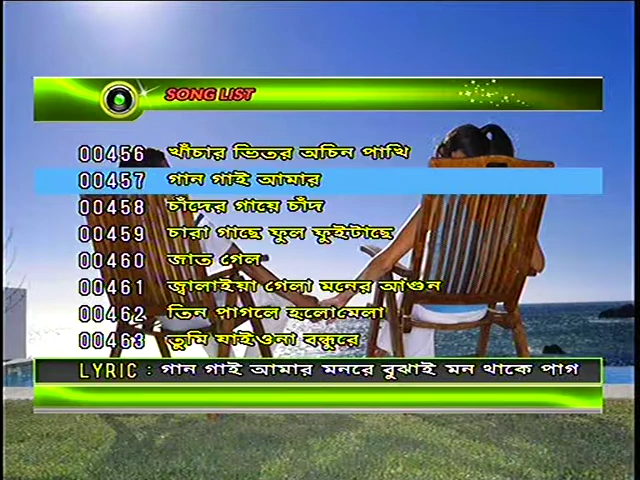 SONG LIST
00456 খাঁচার ভিতর অচিন পাখি
00457 গান গাই আমার
00458 চাঁদের গায়ে চাঁদ
00459 চারা গাছে ফুল ফুইটাছে
00460 জাত গেল
00461 জ্বালাইয়া গেলা মনের আগুন
00462 তিন পাগলে হলোমেলা
00463 তুমি যাইওনা বন্ধুরে
LYRIC : গান গাই আমার মনরে বুঝাই মন থাকে পাগ